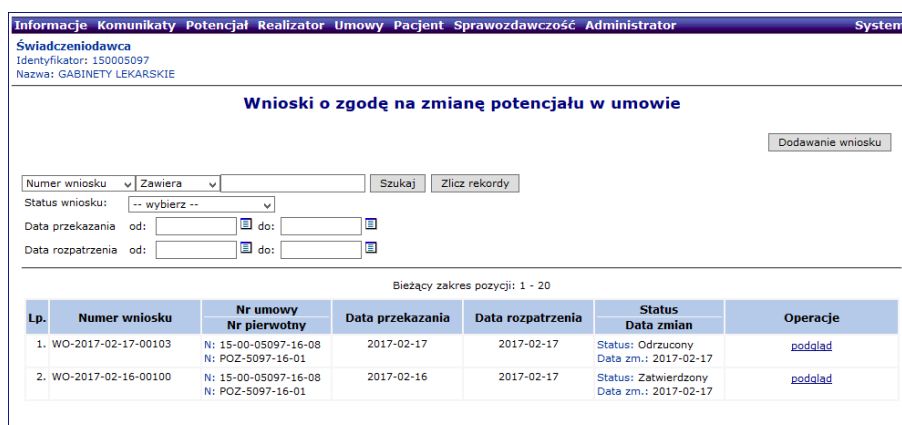 Informacje Komunikaty Potencjał Realizator Umowy Pacjent Sprawozdawczość Administrator System
Świadczeniodawca
Identyfikator: 150005097
Nazwa: GABINETY LEKARSKIE
Wnioski o zgodę na zmianę potencjału w umowie
Dodawanie wniosku
Numer wniosku Zawiera Szukaj Zlicz rekordy
Status wniosku: -- wybierz --
Data przekazania od: do:
Data rozpatrzenia od: do:
Bieżący zakres pozycji: 1 - 20
Lp. Numer wniosku Nr umowy Data przekazania Data rozpatrzenia Status Operacje
Nr pierwotny Data zmian
1. WO-2017-02-17-00103 N: 15-00-05097-16-08 2017-02-17 2017-02-17 Status: Odrzucony podgląd
N: POZ-5097-16-01 Data zm.: 2017-02-17
2. WO-2017-02-16-00100 N: 15-00-05097-16-08 2017-02-16 2017-02-17 Status: Zatwierdzony podgląd
N: POZ-5097-16-01 Data zm.: 2017-02-17